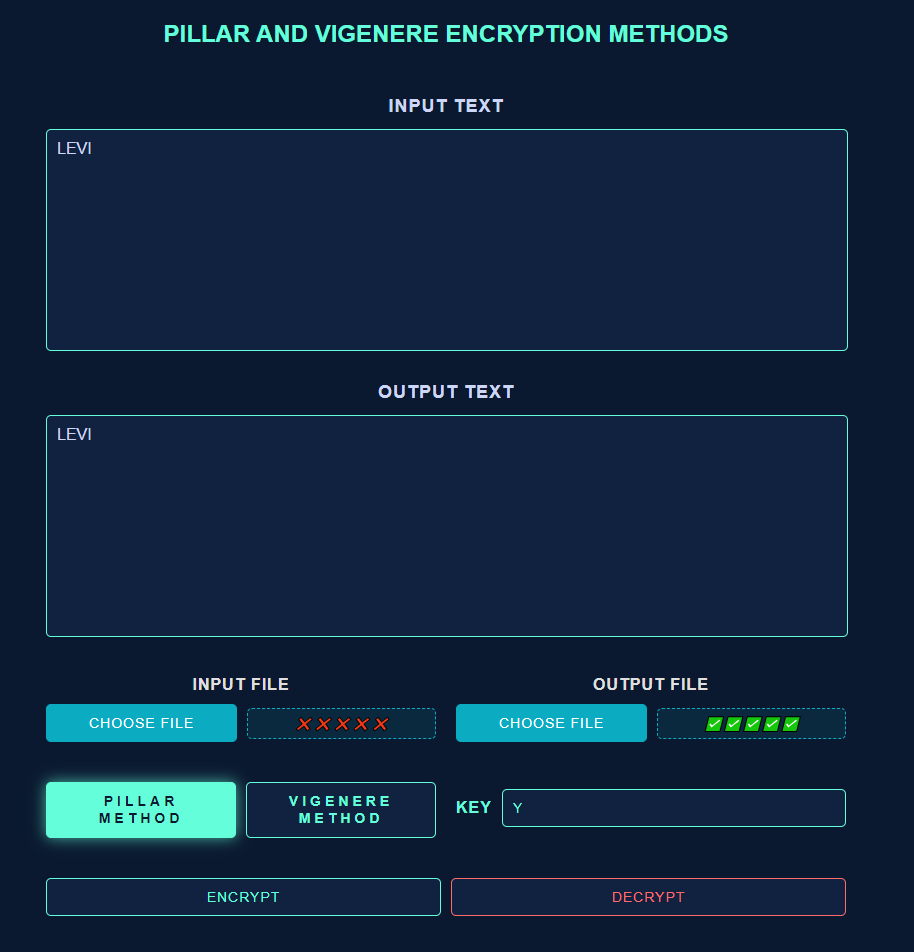 PILLAR AND VIGENERE ENCRYPTION METHODS
INPUT TEXT
LEVI
OUTPUT TEXT
LEVI
INPUT FILE
OUTPUT FILE
CHOOSE FILE
❌❌❌❌❌
CHOOSE FILE
✅✅✅✅✅
PILLAR
METHOD
VIGENERE
METHOD
KEY
Y
ENCRYPT
DECRYPT